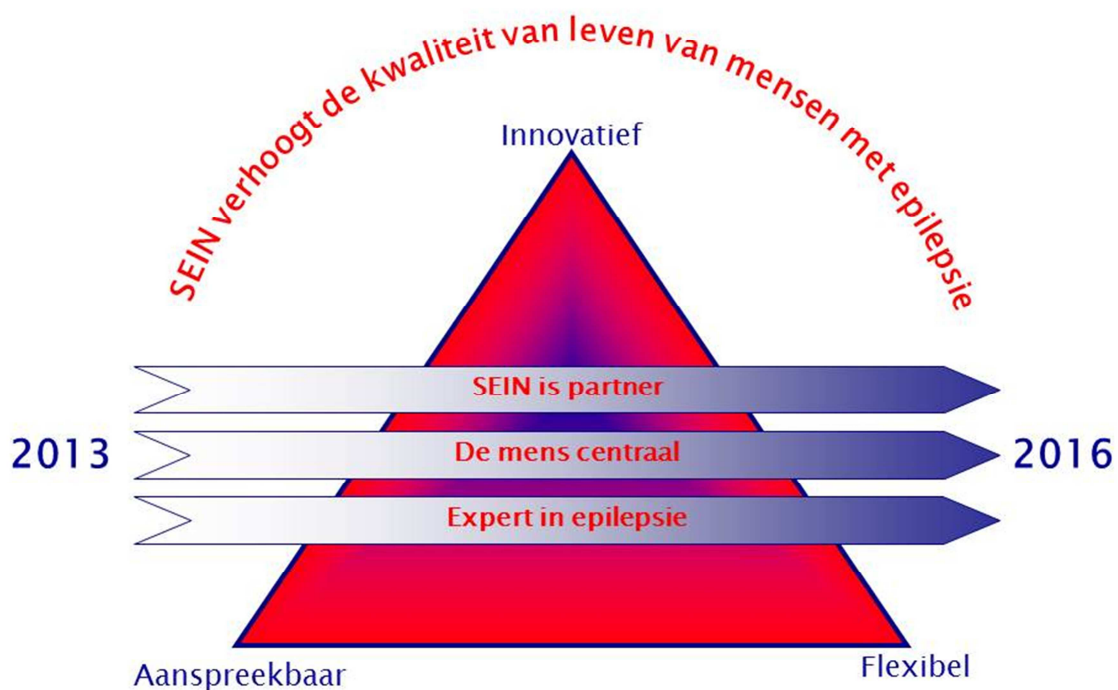 SEIN verhoogt de kwaliteit van leven van mensen met epilepsie
Innovatief
SEIN is partner
2013
De mens centraal
2016
Expert in epilepsie
Aanspreekbaar
Flexibel